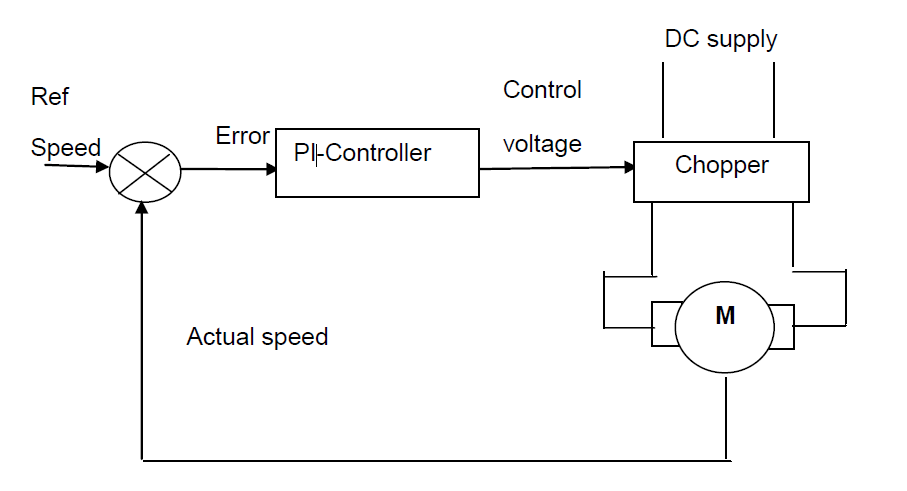 DC supply
Ref
Speed
Error
PI-Controller
Control
voltage
Chopper
M
Actual speed